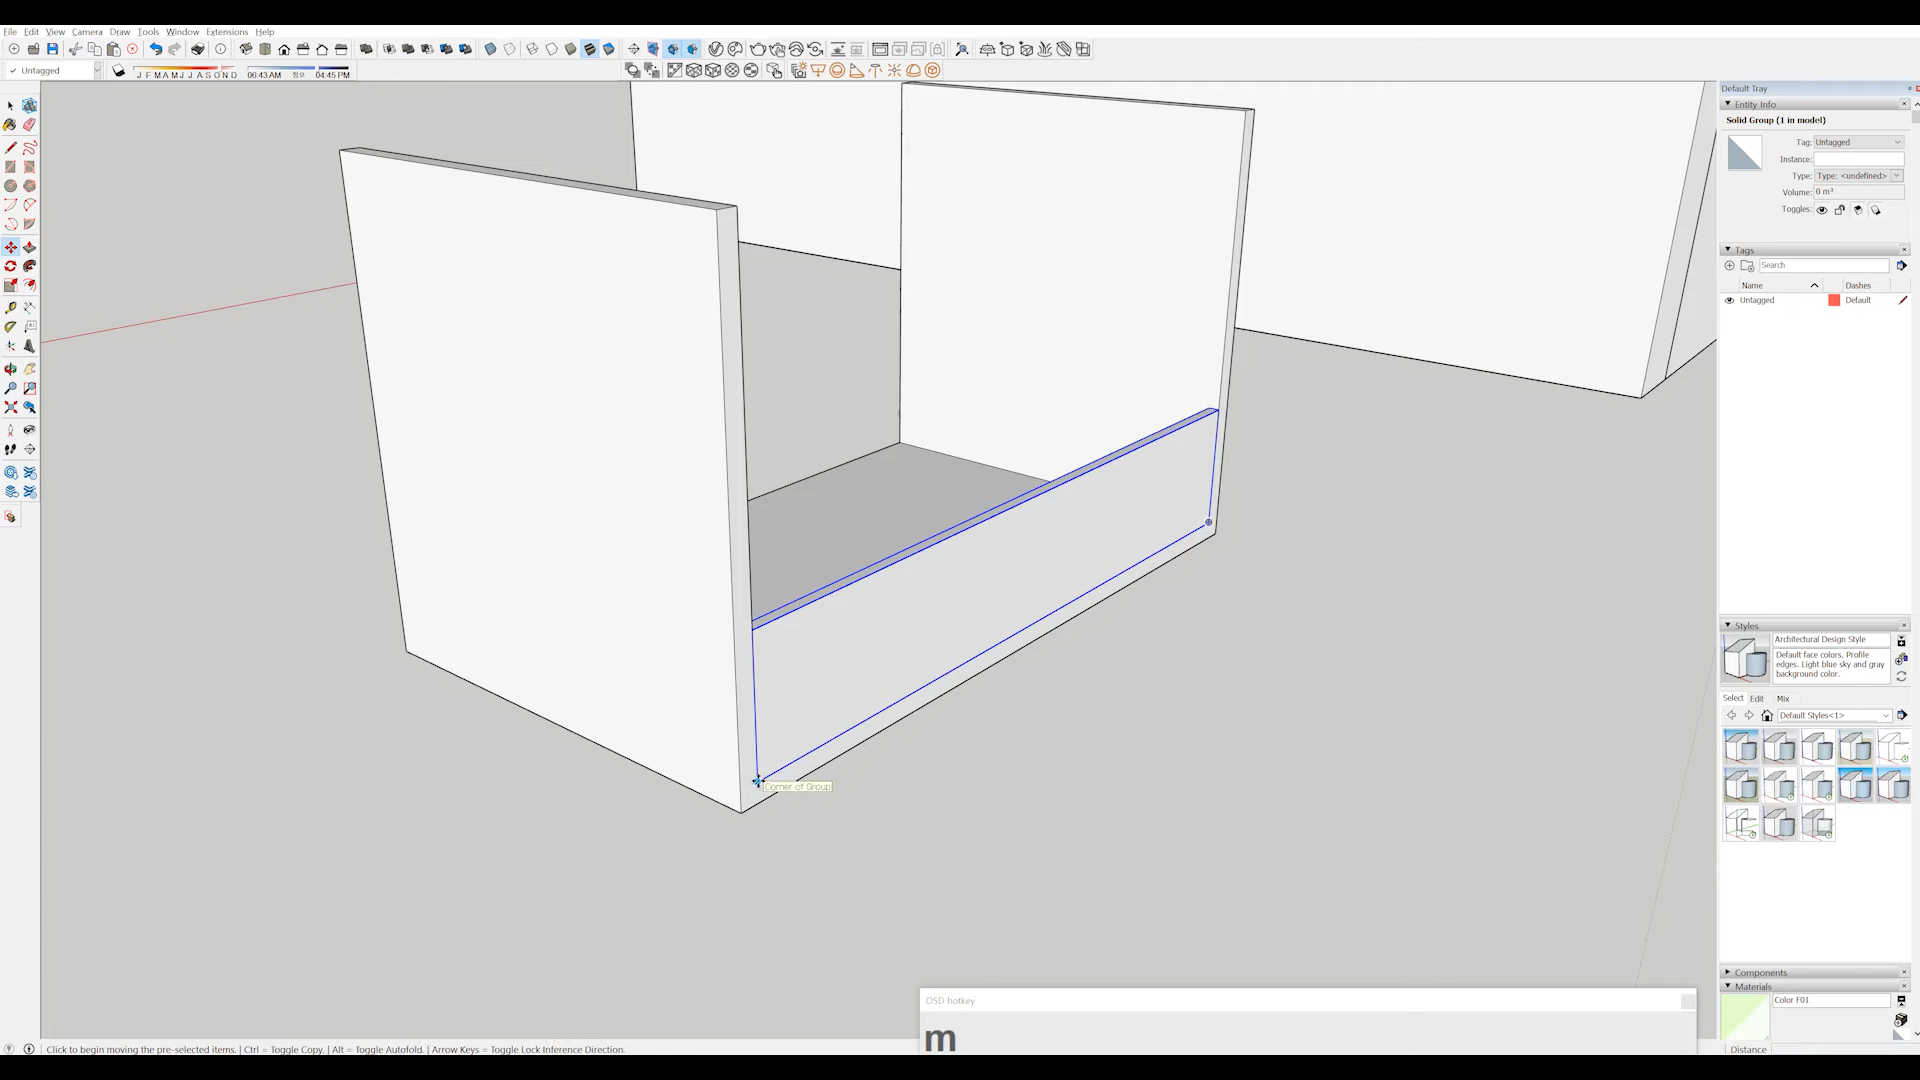 File Edit View Camera Draw Tools Window Extensions Help
Untagged
J F M A M J J A S O N D
06:43 AM 정오 04:45 PM
Default Tray
Entity Info
Solid Group (1 in model)
Tag: Untagged
Instance:
Type: Type: <undefined>
Volume: 0 m³
Toggles:
Tags
Search
Name Dashes
Untagged Default
Styles
Architectural Design Style
Default face colors. Profile
edges. Light blue sky and gray
background color.
Select Edit Mix
Default Styles<1>
Corner of Group
Components
Materials
Color F01
OSD hotkey
m
Click to begin moving the pre-selected items. | Ctrl = Toggle Copy. | Alt = Toggle Autofold. | Arrow Keys = Toggle Lock Inference Direction.
Distance